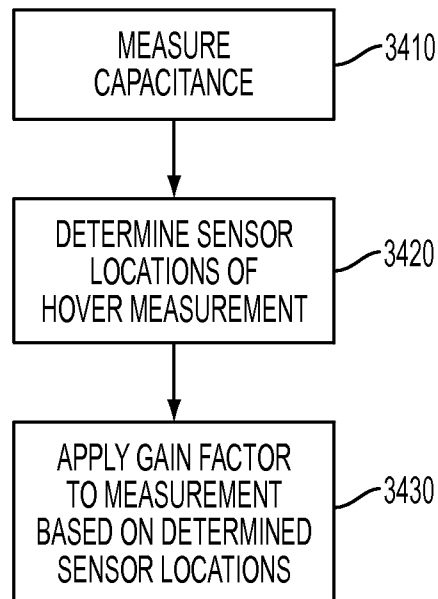 MEASURE
CAPACITANCE
3410
DETERMINE SENSOR
LOCATIONS OF
HOVER MEASUREMENT
3420
APPLY GAIN FACTOR
TO MEASUREMENT
BASED ON DETERMINED
SENSOR LOCATIONS
3430